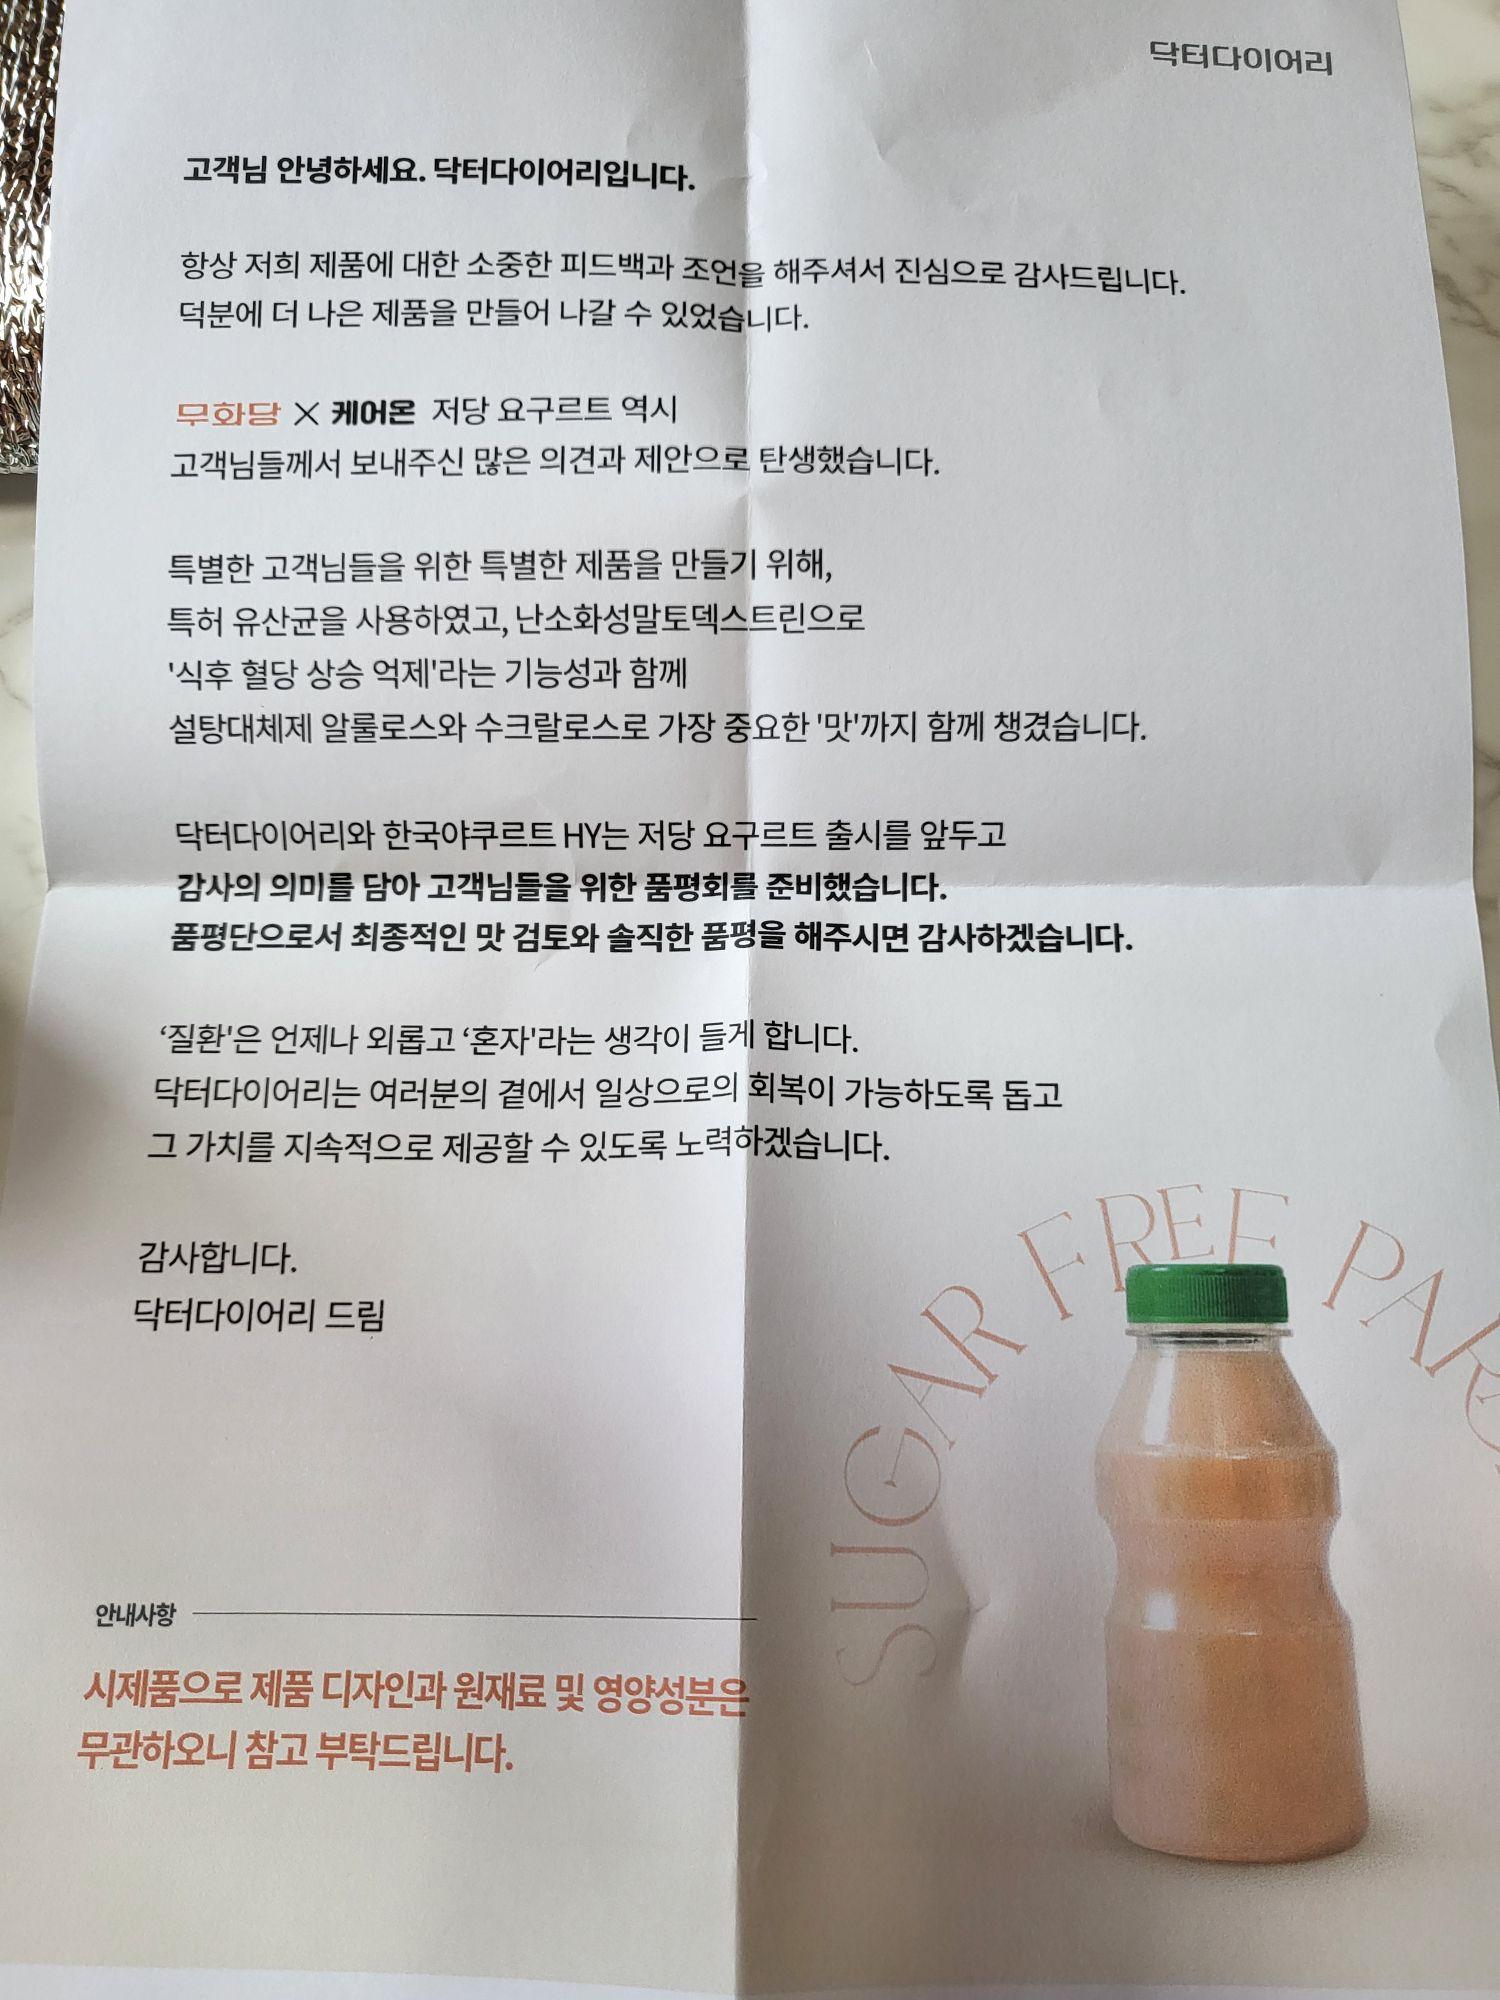 닥터다이어리
고객님 안녕하세요. 닥터다이어리입니다.
항상 저희 제품에 대한 소중한 피드백과 조언을 해주셔서 진심으로 감사드립니다.
덕분에 더 나은 제품을 만들어 나갈 수 있었습니다.
무화당 X 케어온 저당 요구르트 역시
고객님들께서 보내주신 많은 의견과 제안으로 탄생했습니다.
특별한 고객님들을 위한 특별한 제품을 만들기 위해,
특허 유산균을 사용하였고, 난소화성말토덱스트린으로
'식후 혈당 상승 억제'라는 기능성과 함께
설탕대체제 알룰로스와 수크랄로스로 가장 중요한 '맛'까지 함께 챙겼습니다.
닥터다이어리와 한국야쿠르트 HY는 저당 요구르트 출시를 앞두고
감사의 의미를 담아 고객님들을 위한 품평회를 준비했습니다.
품평단으로서 최종적인 맛 검토와 솔직한 품평을 해주시면 감사하겠습니다.
‘질환'은 언제나 외롭고 ‘혼자'라는 생각이 들게 합니다.
닥터다이어리는 여러분의 곁에서 일상으로의 회복이 가능하도록 돕고
그 가치를 지속적으로 제공할 수 있도록 노력하겠습니다.
감사합니다.
닥터다이어리 드림
SUGAR FREE
안내사항
시제품으로 제품 디자인과 원재료 및 영양성분은
무관하오니 참고 부탁드립니다.